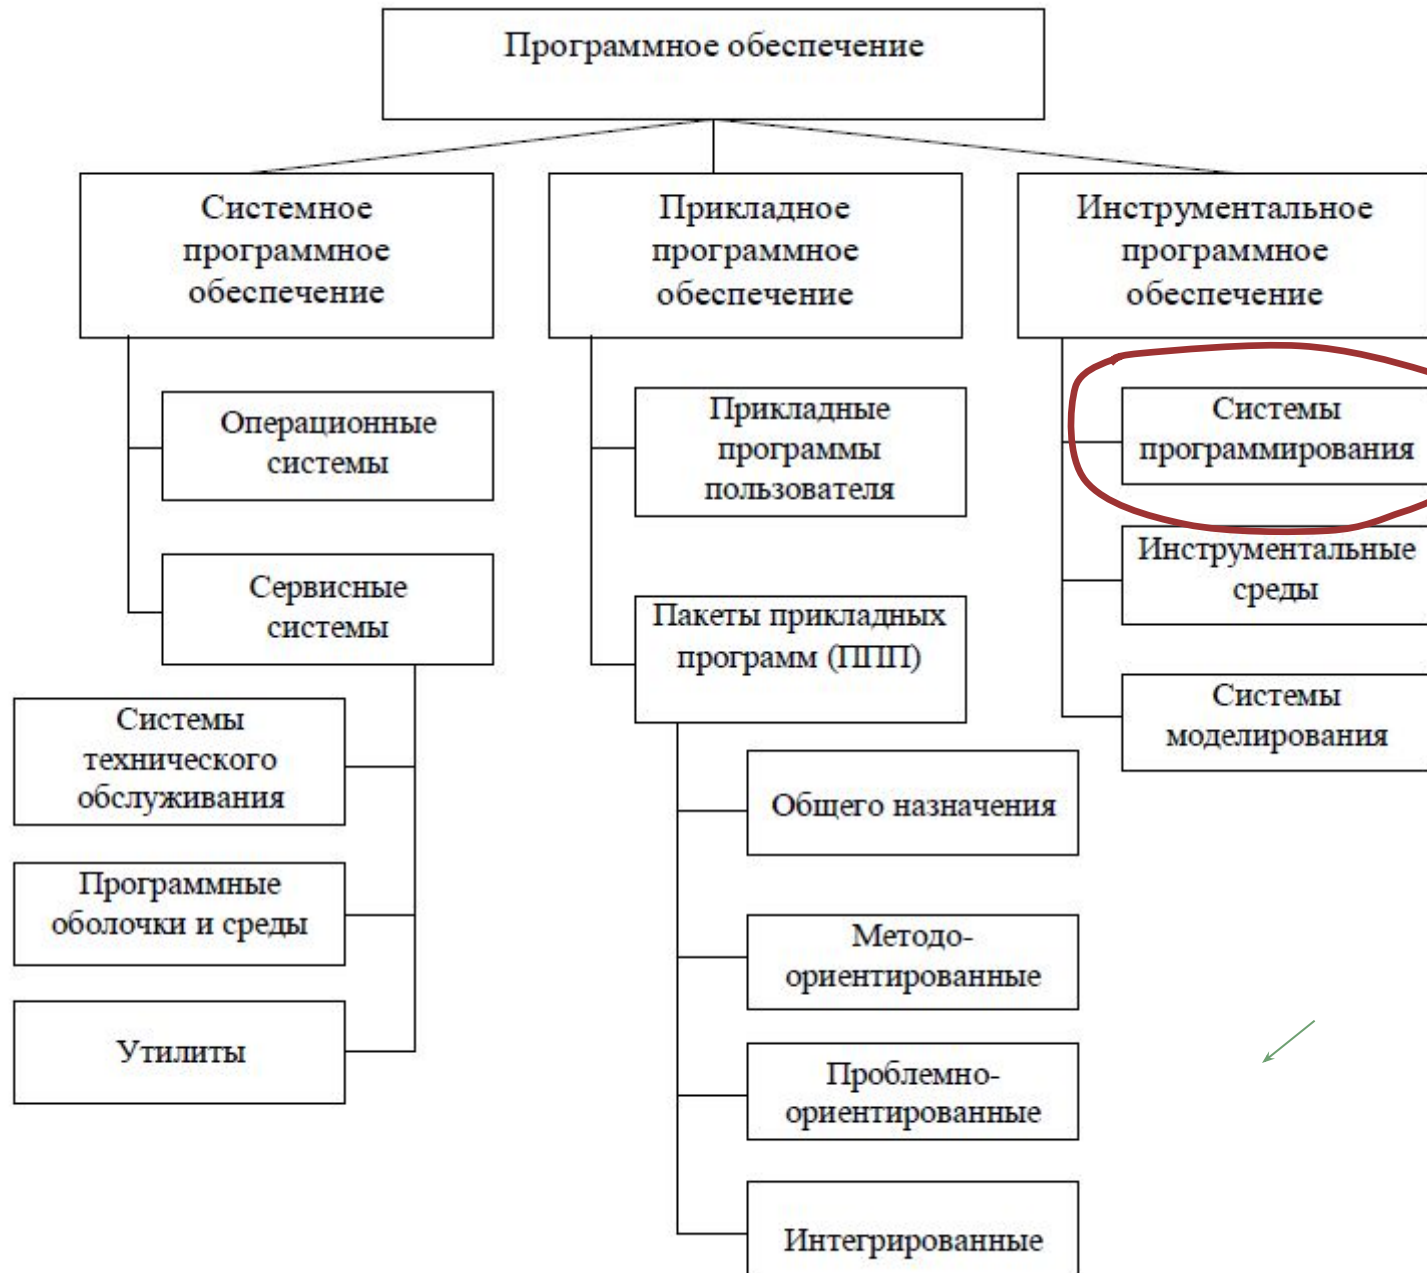 Программное обеспечение
Системное
программное
обеспечение
Прикладное
программное
обеспечение
Инструментальное
программное
обеспечение
Операционные
системы
Прикладные
программы
пользователя
Системы
программирования
Сервисные
системы
Пакеты прикладных
программ (ППП)
Инструментальные
среды
Системы
моделирования
Системы
технического
обслуживания
Программные
оболочки и среды
Утилиты
Общего назначения
Методо-
ориентированные
Проблемно-
ориентированные
Интегрированные